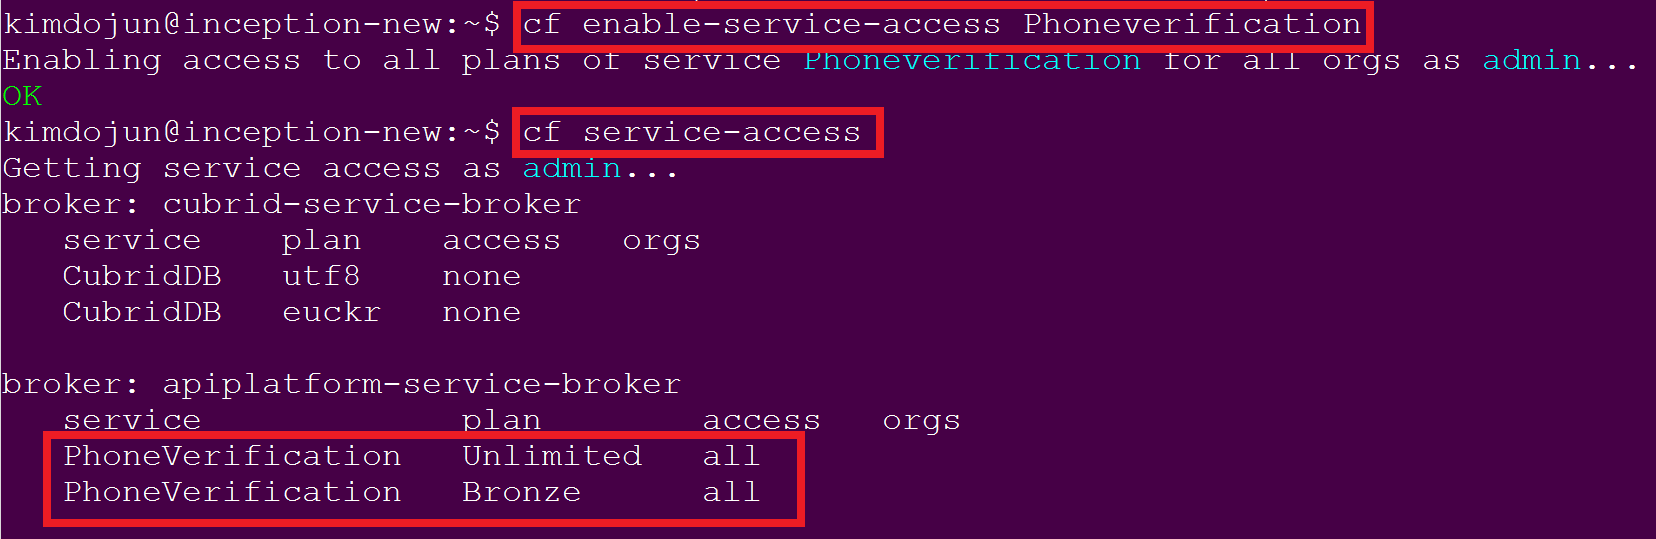 kimdojun@inception-new:~$ cf enable-service-access Phoneverification
Enabling access to all plans of service Phoneverification for all orgs as admin...
OK
kimdojun@inception-new:~$ cf service-access
Getting service access as admin...
broker: cubrid-service-broker
   service    plan    access   orgs
   CubridDB   utf8    none
   CubridDB   euckr   none

broker: apiplatform-service-broker
   service             plan        access   orgs
   PhoneVerification   Unlimited   all
   PhoneVerification   Bronze      all